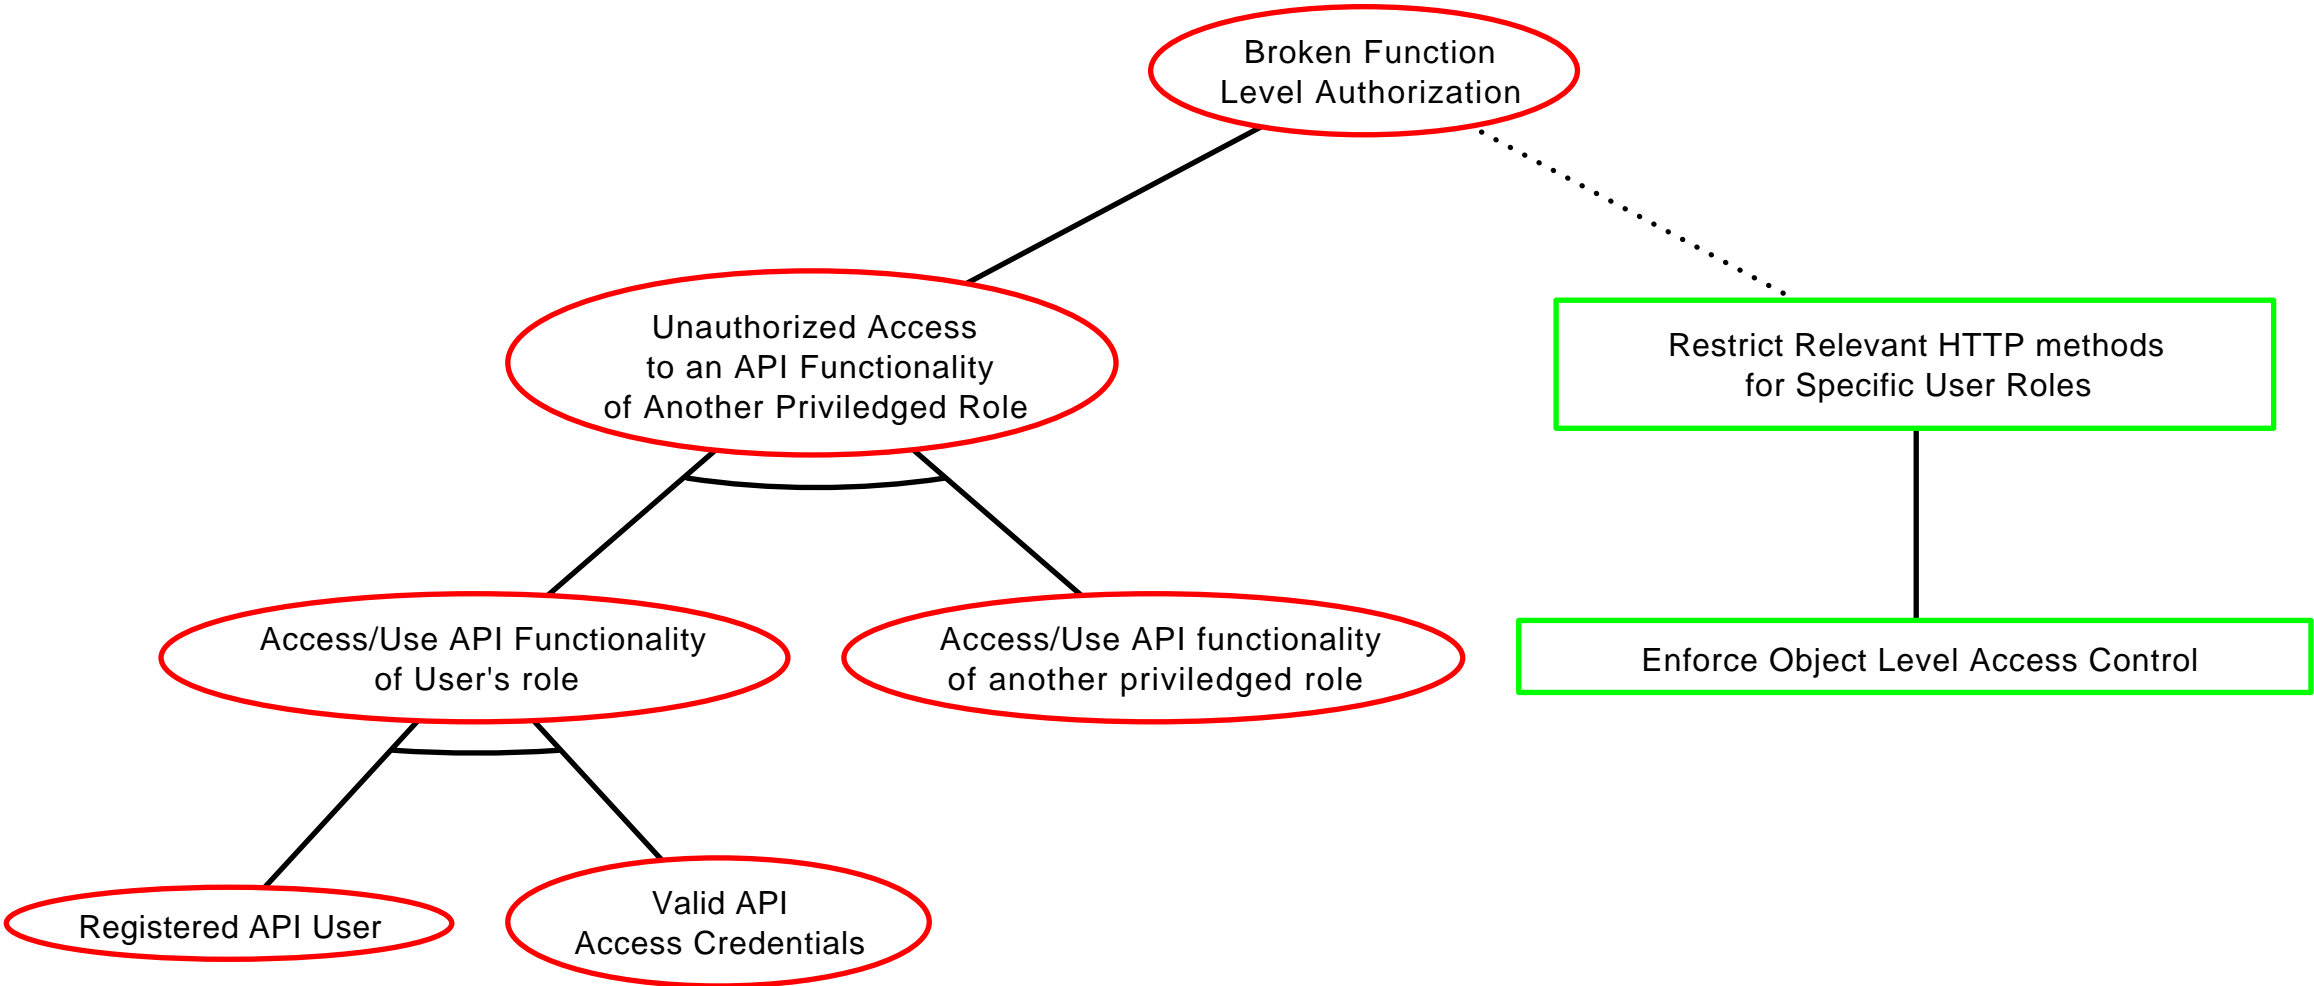 Broken Function
Level Authorization
Unauthorized Access
to an API Functionality
of Another Priviledged Role
Restrict Relevant HTTP methods
for Specific User Roles
Access/Use API Functionality
of User's role
Access/Use API functionality
of another priviledged role
Enforce Object Level Access Control
Registered API User
Valid API
Access Credentials